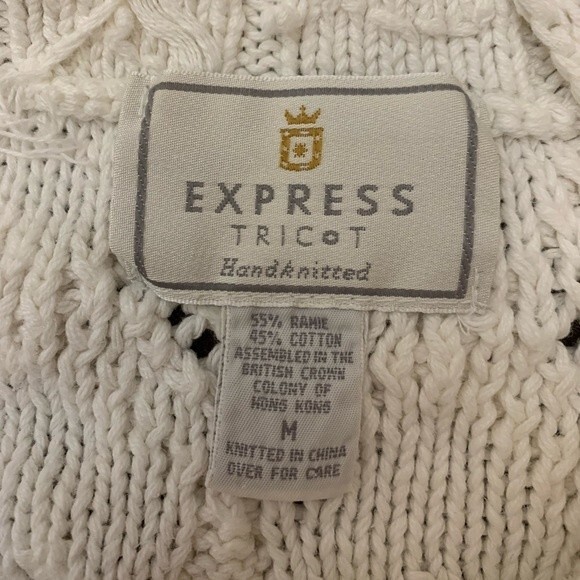 EXPRESS
TRICOT
Handknitted
55% RAMIE
45% COTTON
ASSEMBLED IN THE
BRITISH CROWN
COLONY OF
HONG KONG
M
KNITTED IN CHINA
OVER FOR CARE